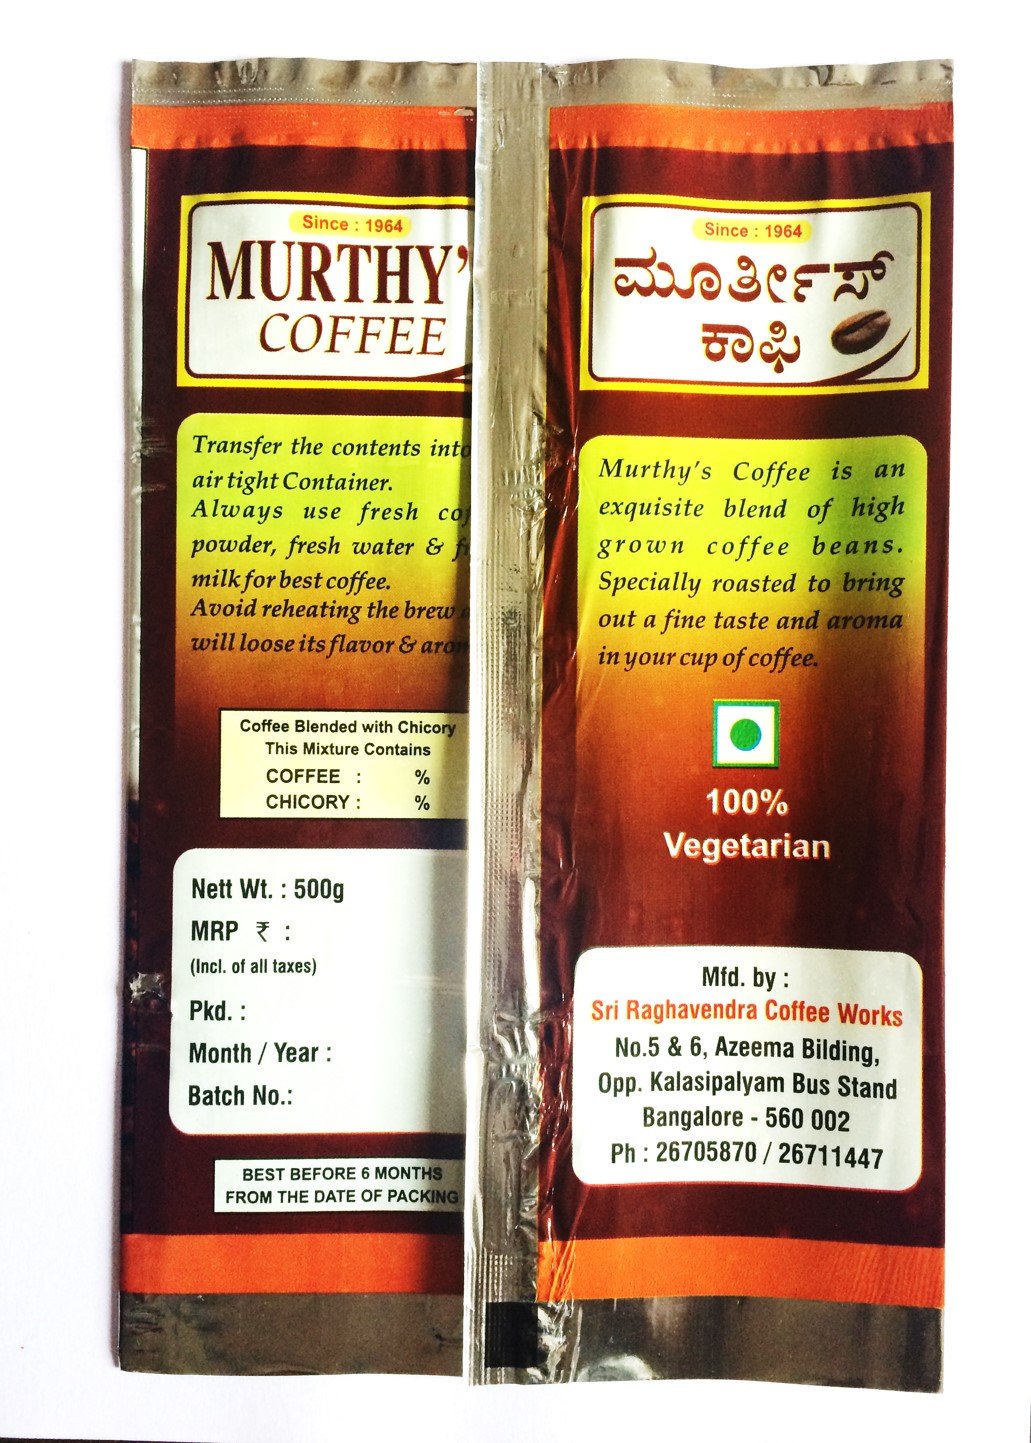 Since : 1964
MURTHY'
COFFEE
Transfer the contents into
air tight Container.
Always use fresh
powder, fresh water &
milk for best coffee.
Avoid reheating the brew
will loose its flavor &
Coffee Blended with Chicory
This Mixture Contains
COFFEE : %
CHICORY : %
Nett Wt. : 500g
MRP ₹ :
(Incl. of all taxes)
Pkd. :
Month / Year :
Batch No.:
BEST BEFORE 6 MONTHS
FROM THE DATE OF PACKING
Since : 1964
ಮೂರ್ತೀಸ್
ಕಾಫಿ
Murthy's Coffee is an
exquisite blend of high
grown coffee beans.
Specially roasted to bring
out a fine taste and aroma
in your cup of coffee.
100%
Vegetarian
Mfd. by :
Sri Raghavendra Coffee Works
No.5 & 6, Azeema Bilding,
Opp. Kalasipalyam Bus Stand
Bangalore - 560 002
Ph : 26705870 / 26711447